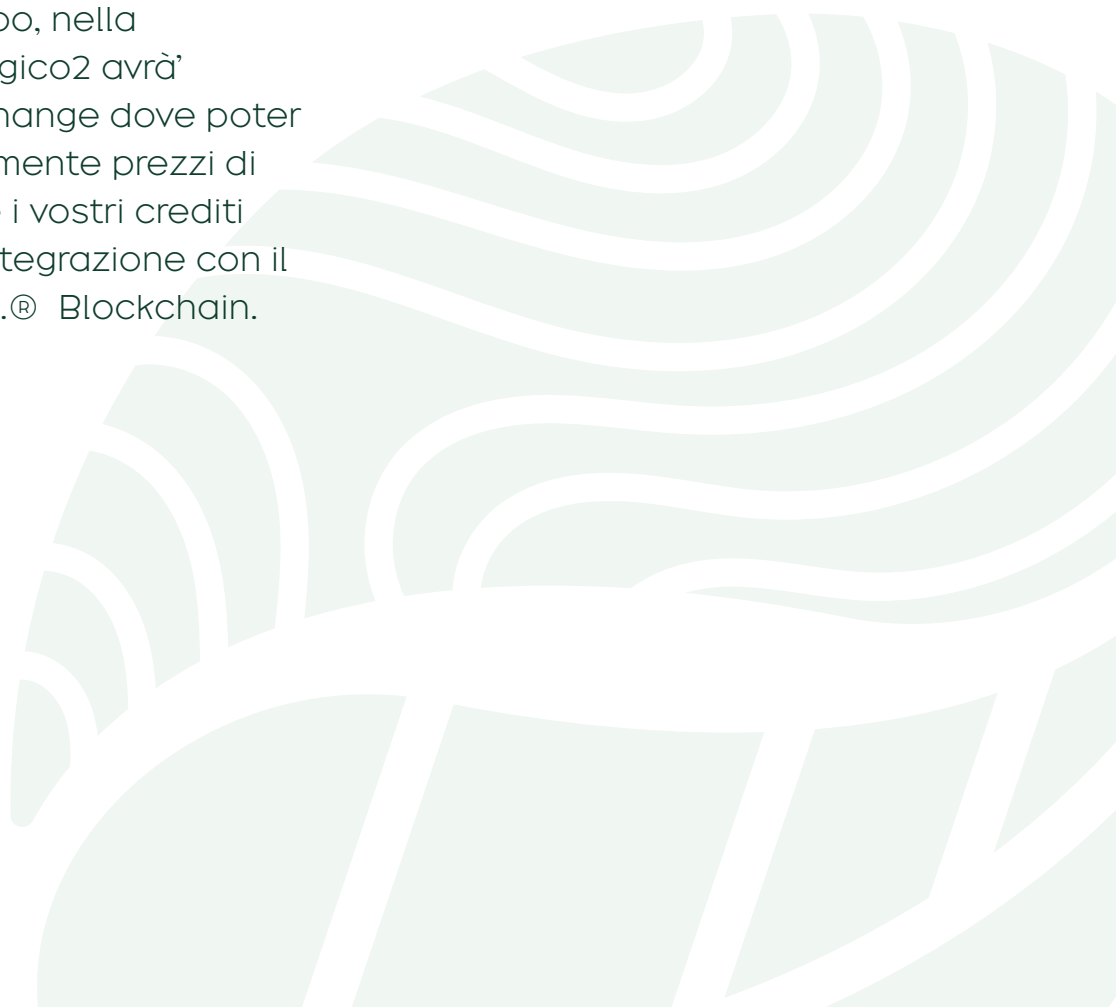 po, nella
gico2 avrà’
hange dove poter
mente prezzi di
e i vostri crediti
tegrazione con il
.® Blockchain.